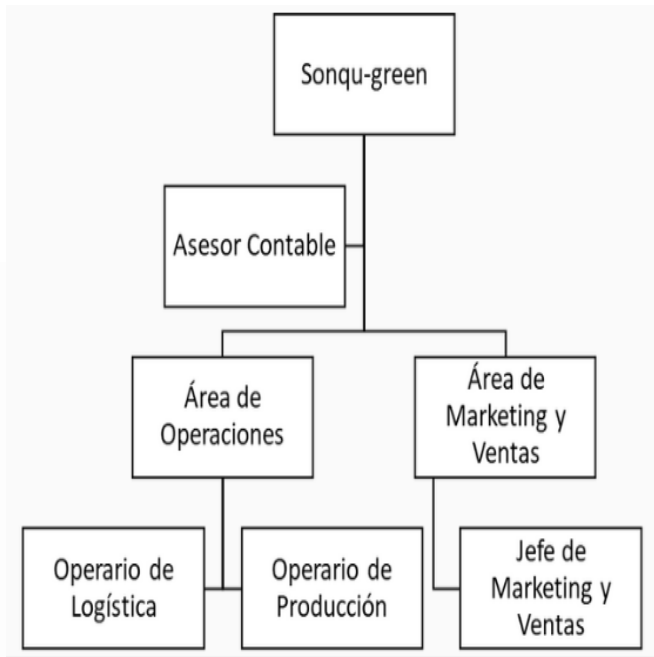 Sonqu-green
Asesor Contable
Área de
Operaciones
Área de
Marketing y
Ventas
Operario de
Logística
Operario de
Producción
Jefe de
Marketing y
Ventas